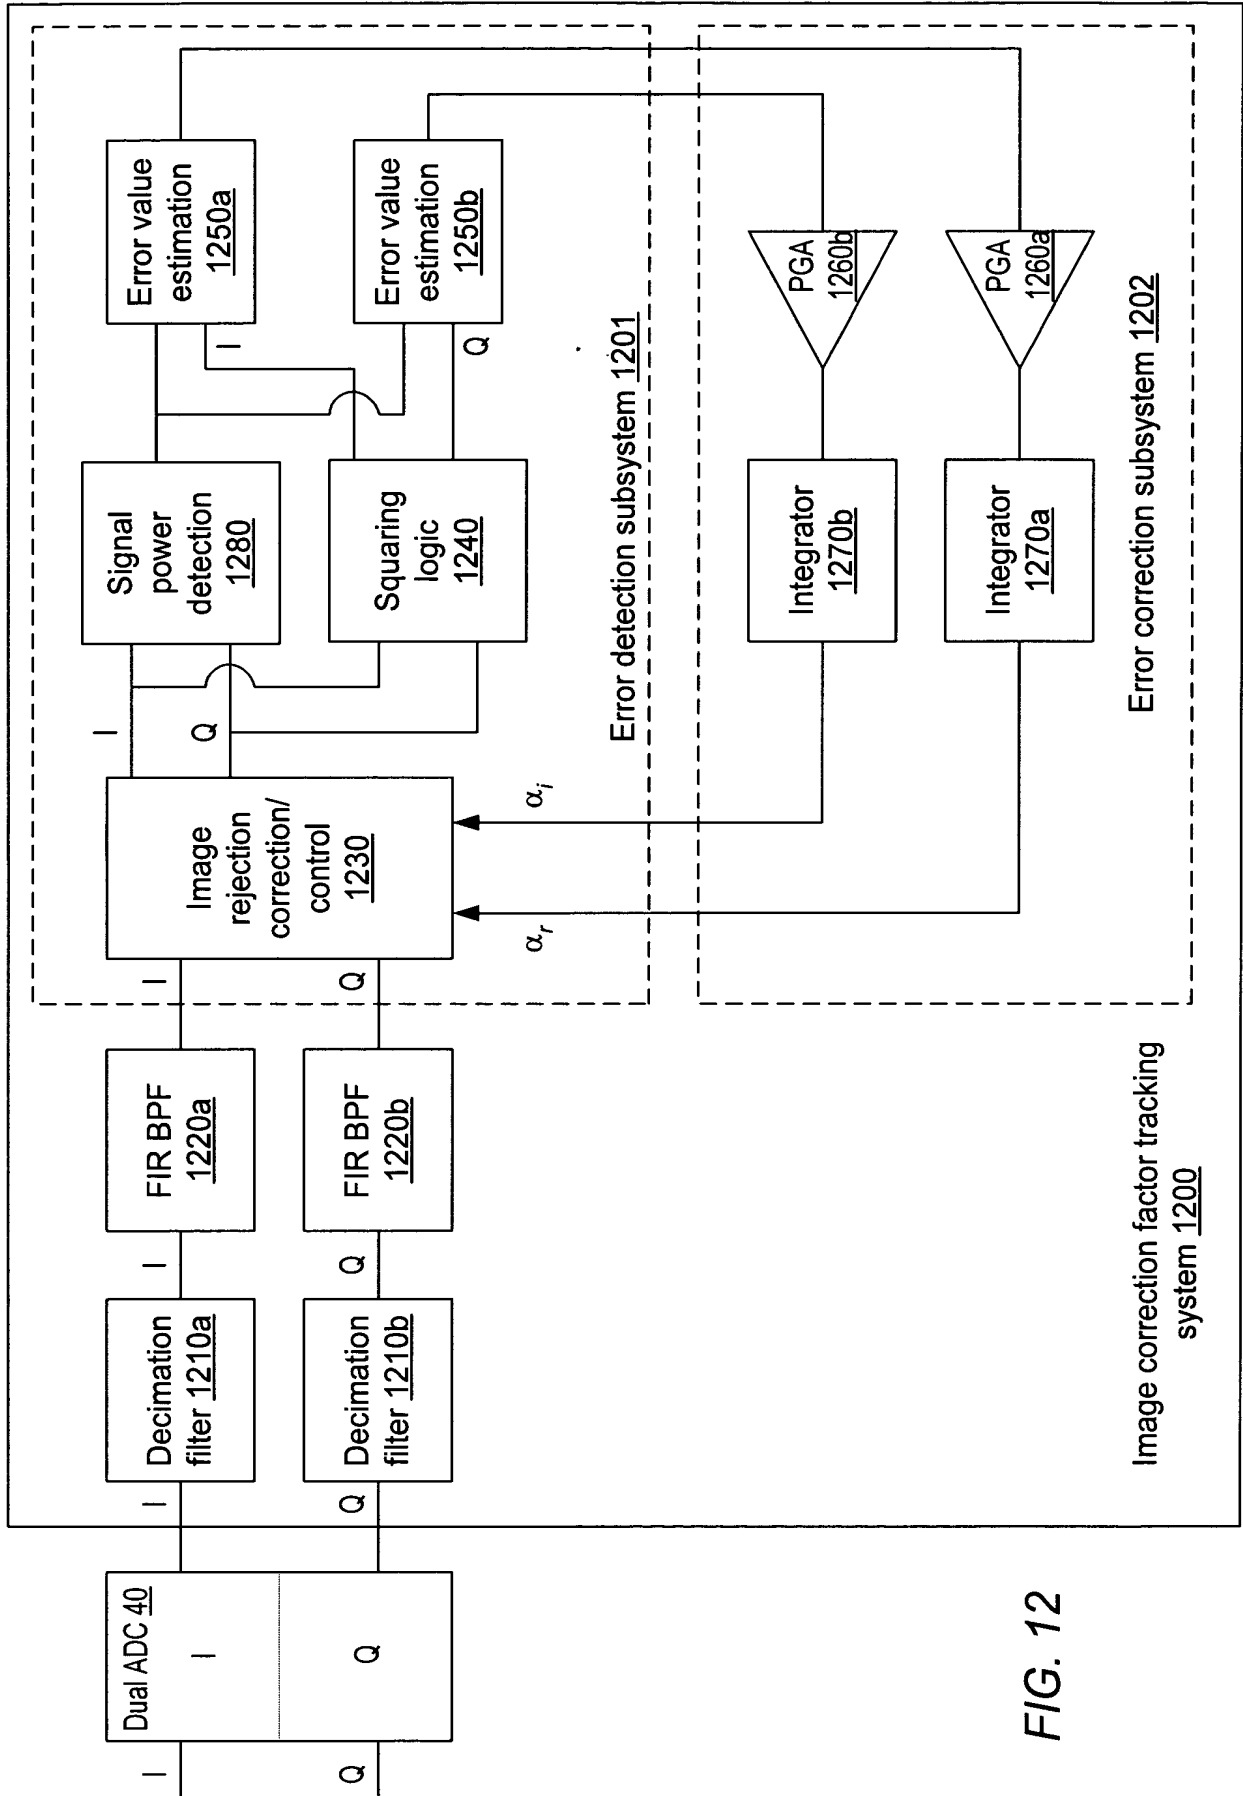 I
Q
Dual ADC 40
I
Q
I
Q
Decimation
filter 1210a
Decimation
filter 1210b
I
Q
FIR BPF
1220a
FIR BPF
1220b
I
Q
Image
rejection
correction/
control
1230
I
Q
Signal
power
detection
1280
Squaring
logic
1240
I
Q
Error value
estimation
1250a
Error value
estimation
1250b
Error detection subsystem 1201
αr
αi
Integrator
1270b
Integrator
1270a
PGA
1260b
PGA
1260a
Error correction subsystem 1202
Image correction factor tracking
system 1200
FIG. 12